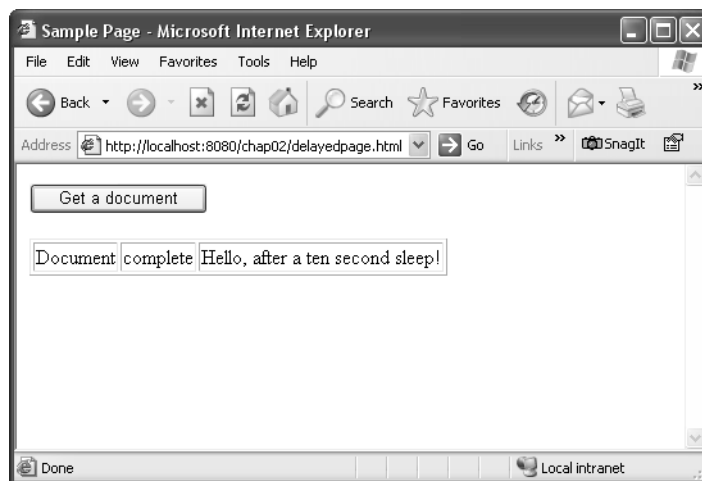 Sample Page - Microsoft Internet Explorer
File Edit View Favorites Tools Help
Back Search Favorites
Address http://localhost:8080/chap02/delayedpage.html Go Links » SnagIt
Get a document
Document complete Hello, after a ten second sleep!
Done Local intranet